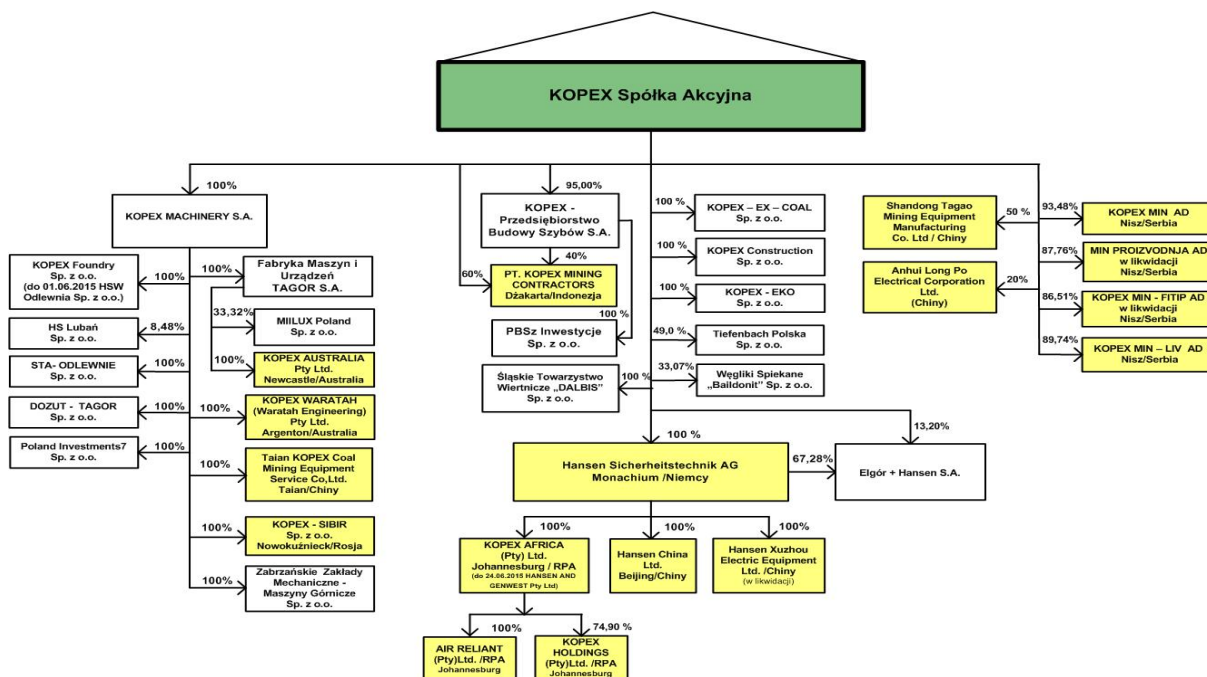 KOPEX Spółka Akcyjna
100%
KOPEX MACHINERY S.A.
KOPEX Foundry
Sp. z o.o.
(do 01.06.2015 HSW
Odlewnia Sp. z o.o.)
100%
HS Lubań
Sp. z o.o.
8,48%
STA- ODLEWNIE
Sp. z o.o.
100%
DOZUT - TAGOR
Sp. z o.o.
100%
Poland Investments7
Sp. z o.o.
100%
100%
Fabryka Maszyn i
Urządzeń
TAGOR S.A.
33,32%
MIILUX Poland
Sp. z o.o.
100%
KOPEX AUSTRALIA
Pty Ltd.
Newcastle/Australia
100%
KOPEX WARATAH
(Waratah Engineering)
Pty Ltd.
Argenton/Australia
100%
Taian KOPEX Coal
Mining Equipment
Service Co,Ltd.
Taian/Chiny
100%
KOPEX - SIBIR
Sp. z o.o.
Nowokuźnieck/Rosja
100%
Zabrzańskie Zakłady
Mechaniczne -
Maszyny Górnicze
Sp. z o.o.
95,00%
KOPEX -
Przedsiębiorstwo
Budowy Szybów S.A.
40%
60%
PT. KOPEX MINING
CONTRACTORS
Dżakarta/Indonezja
100 %
PBSz Inwestycje
Sp. z o.o.
Śląskie Towarzystwo
Wiertnicze „DALBIS”
Sp. z o.o.
100 %
100 %
KOPEX – EX – COAL
Sp. z o.o.
100 %
KOPEX Construction
Sp. z o.o.
100 %
KOPEX - EKO
Sp. z o.o.
49,0 %
Tiefenbach Polska
Sp. z o.o.
33,07%
Węgliki Spiekane
„Baildonit” Sp. z o.o.
100 %
Hansen Sicherheitstechnik AG
Monachium /Niemcy
67,28%
13,20%
Elgór + Hansen S.A.
100%
KOPEX AFRICA
(Pty) Ltd.
Johannesburg / RPA
(do 24.06.2015 HANSEN AND
GENWEST Pty Ltd)
100%
Hansen China
Ltd.
Beijing/Chiny
100%
Hansen Xuzhou
Electric Equipment
Ltd. /Chiny
(w likwidacji)
100%
AIR RELIANT
(Pty)Ltd. /RPA
Johannesburg
74,90 %
KOPEX
HOLDINGS
(Pty)Ltd. /RPA
Johannesburg
Shandong Tagao
Mining Equipment
Manufacturing
Co. Ltd / Chiny
50 %
Anhui Long Po
Electrical Corporation
Ltd.
(Chiny)
20%
93,48%
KOPEX MIN AD
Nisz/Serbia
87,76%
MIN PROIZVODNJA AD
w likwidacji
Nisz/Serbia
86,51%
KOPEX MIN - FITIP AD
w likwidacji
Nisz/Serbia
89,74%
KOPEX MIN – LIV AD
Nisz/Serbia